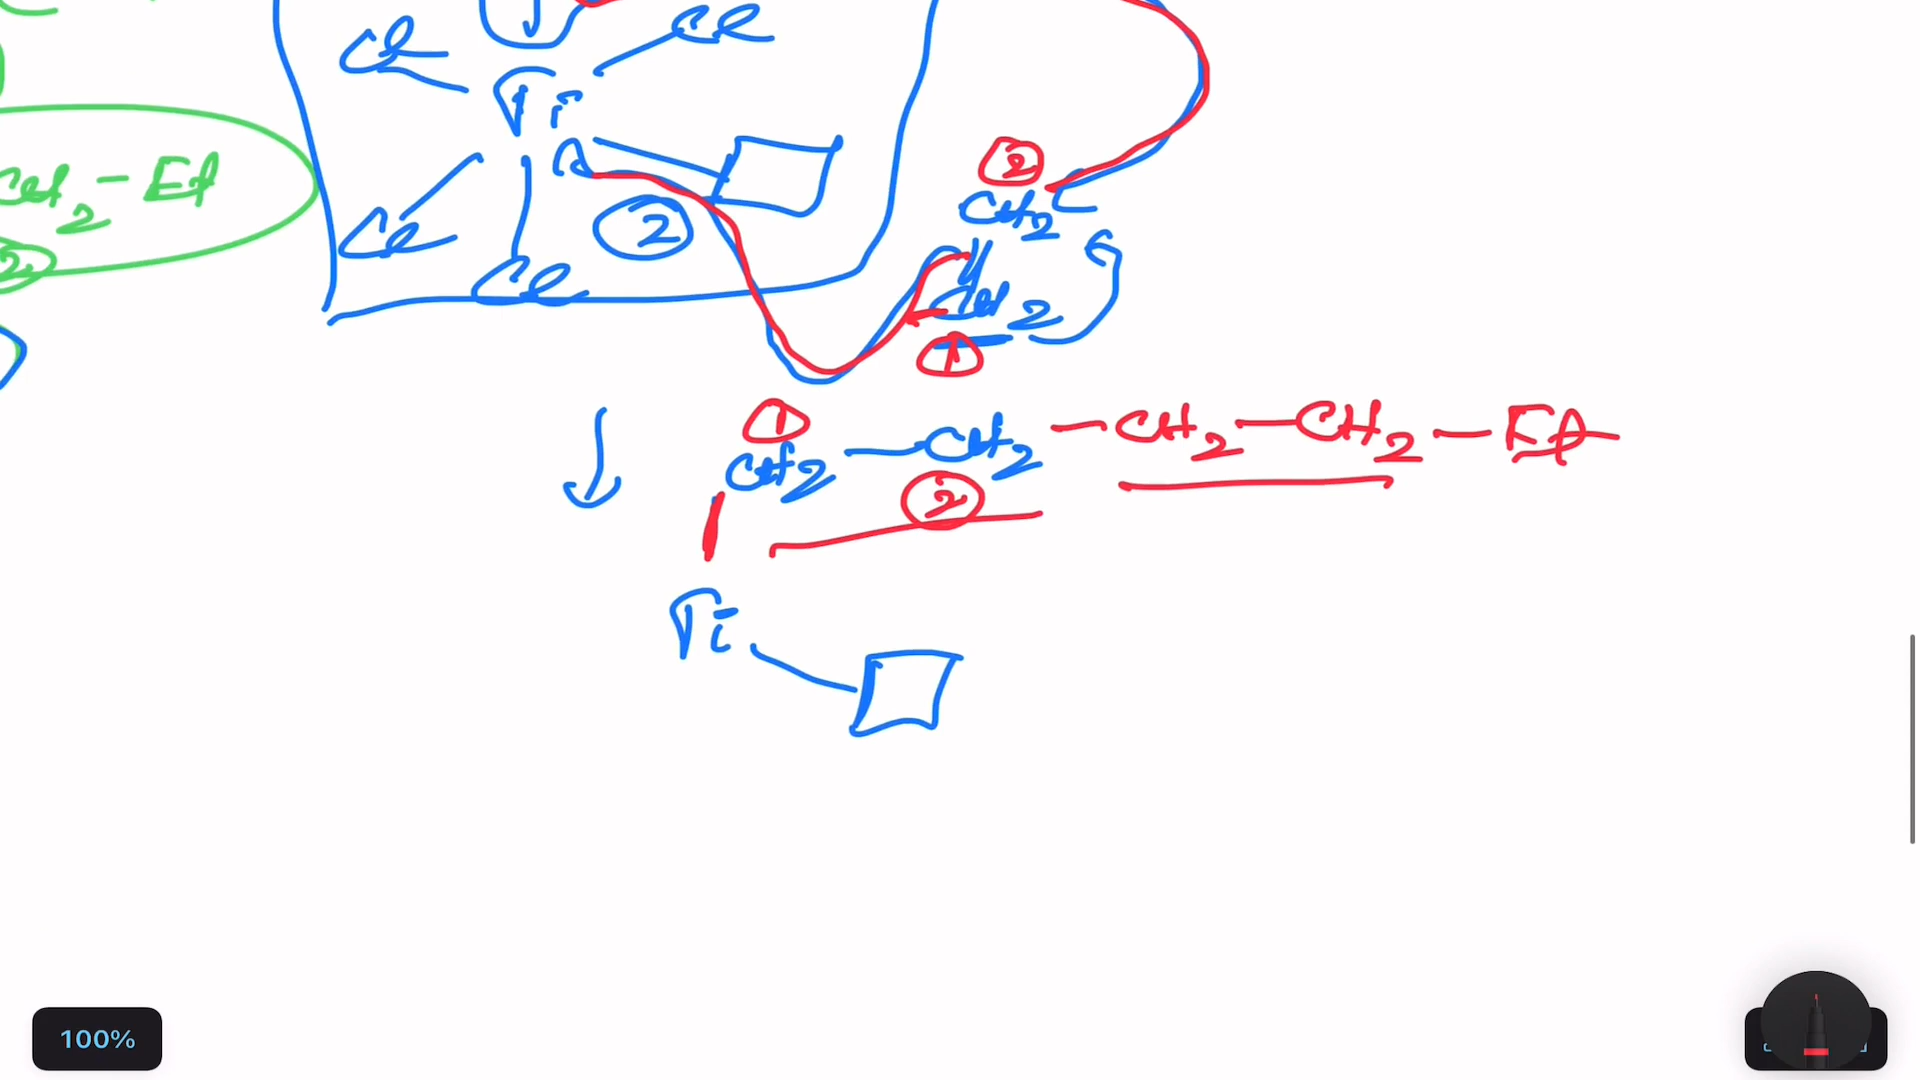 Cl
Cl
Ti
②
CH2 - Et
②
CH2
Cl
2
Cl
CH2
①
①
CH2 — CH2 — CH2 — CH2 — Et
②
Ti
100%